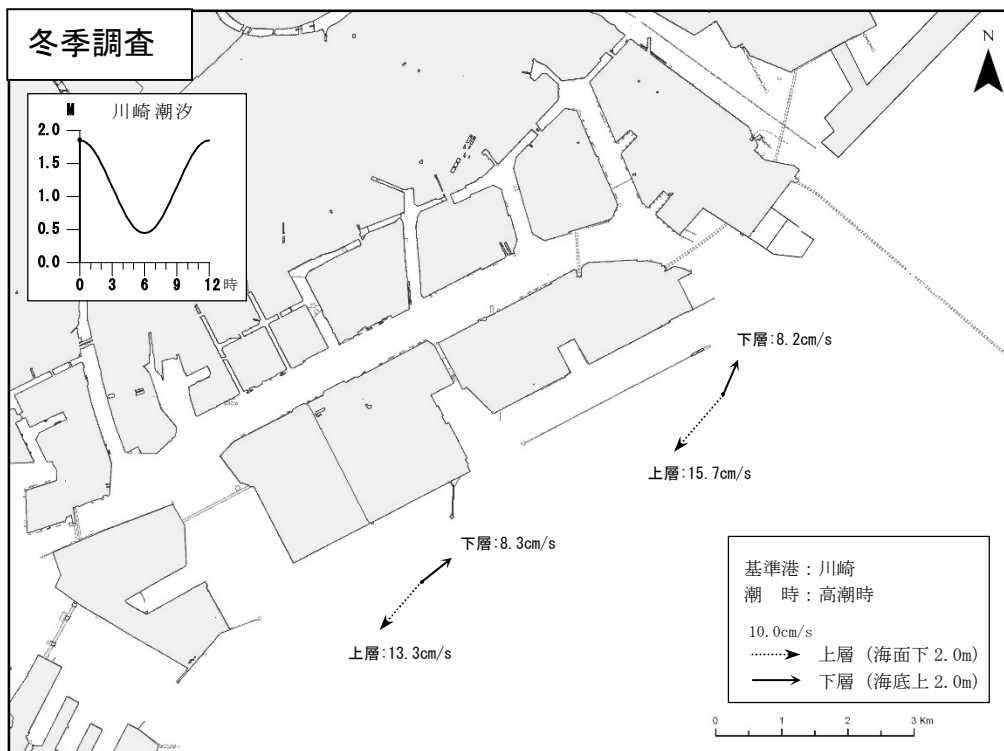 冬季調査
N
M 川崎潮汐
2.0
1.5
1.0
0.5
0.0
0 3 6 9 12 時
下層:8.2cm/s
上層:15.7cm/s
下層:8.3cm/s
上層:13.3cm/s
基準港:川崎
潮 時:高潮時
10.0cm/s
上層(海面下 2.0m)
下層(海底上 2.0m)
0 1 2 3 Km